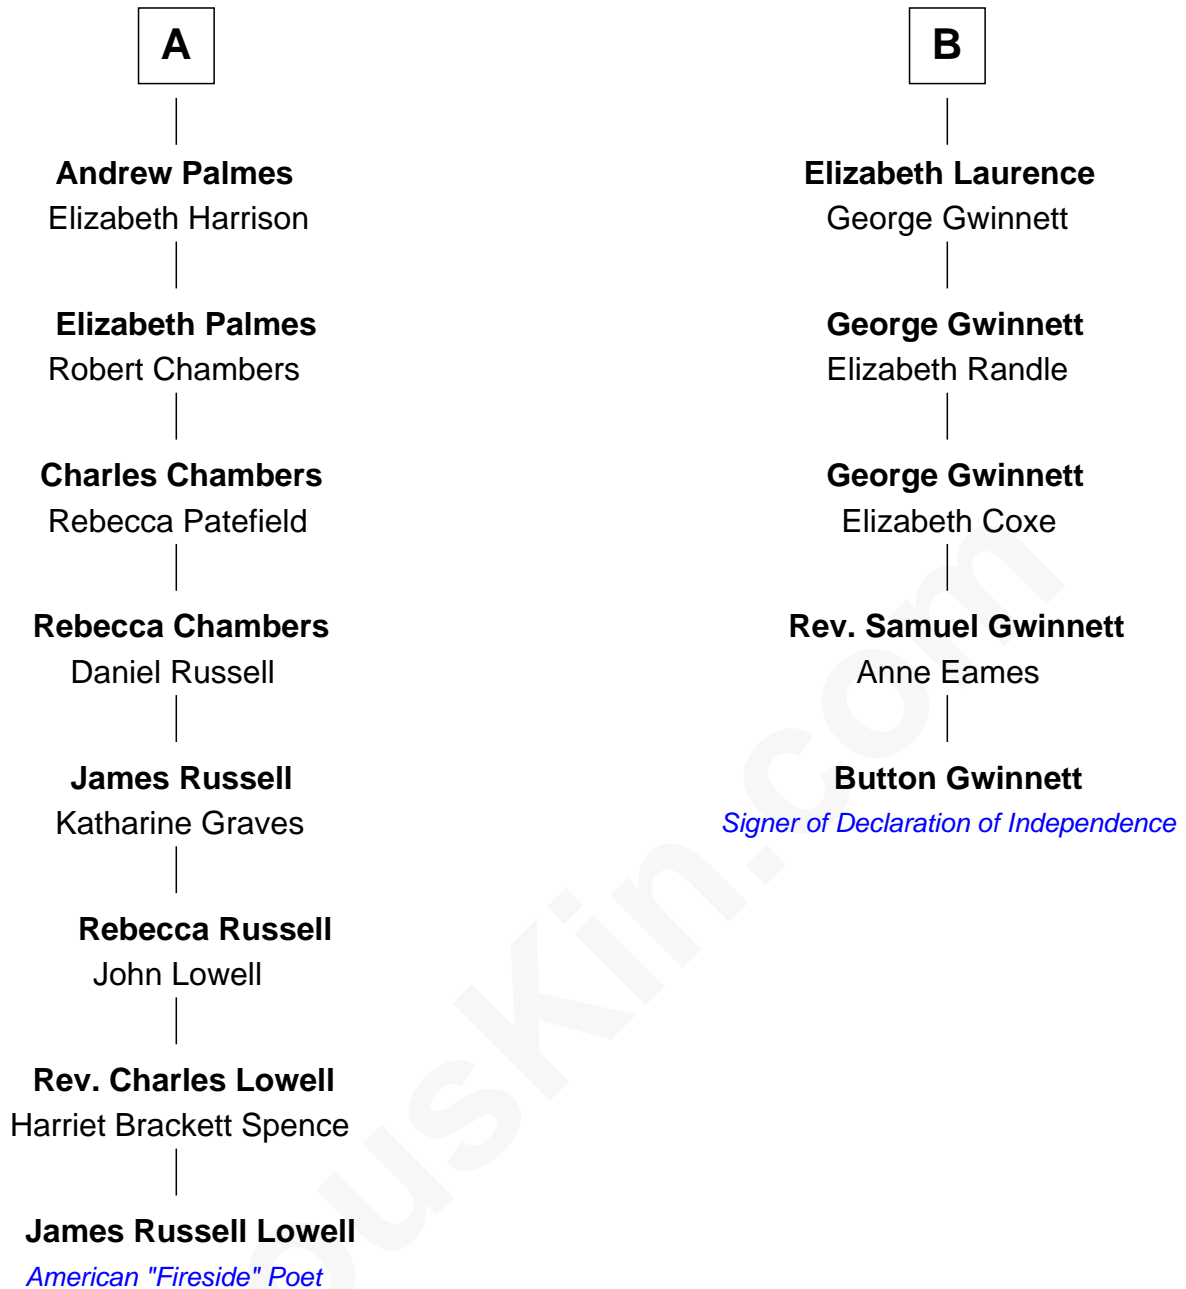 A
Andrew Palmes
Elizabeth Harrison
Elizabeth Palmes
Robert Chambers
Charles Chambers
Rebecca Patefield
Rebecca Chambers
Daniel Russell
James Russell
Katharine Graves
Rebecca Russell
John Lowell
Rev. Charles Lowell
Harriet Brackett Spence
James Russell Lowell
American "Fireside" Poet
B
Elizabeth Laurence
George Gwinnett
George Gwinnett
Elizabeth Randle
George Gwinnett
Elizabeth Coxe
Rev. Samuel Gwinnett
Anne Eames
Button Gwinnett
Signer of Declaration of Independence
ousKin.com